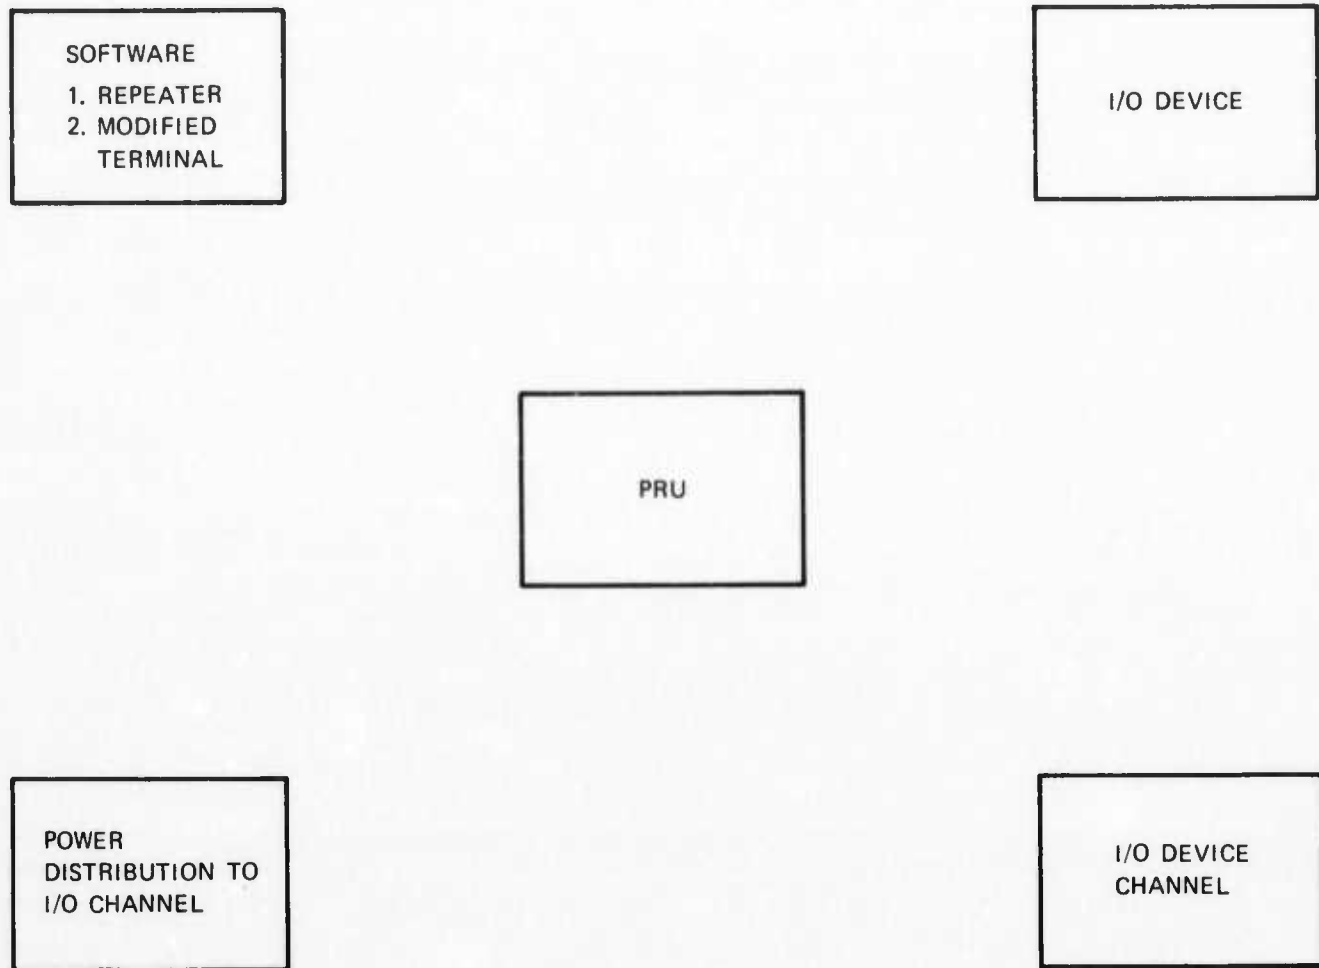 SOFTWARE
1. REPEATER
2. MODIFIED
TERMINAL
I/O DEVICE
PRU
POWER
DISTRIBUTION TO
I/O CHANNEL
I/O DEVICE
CHANNEL